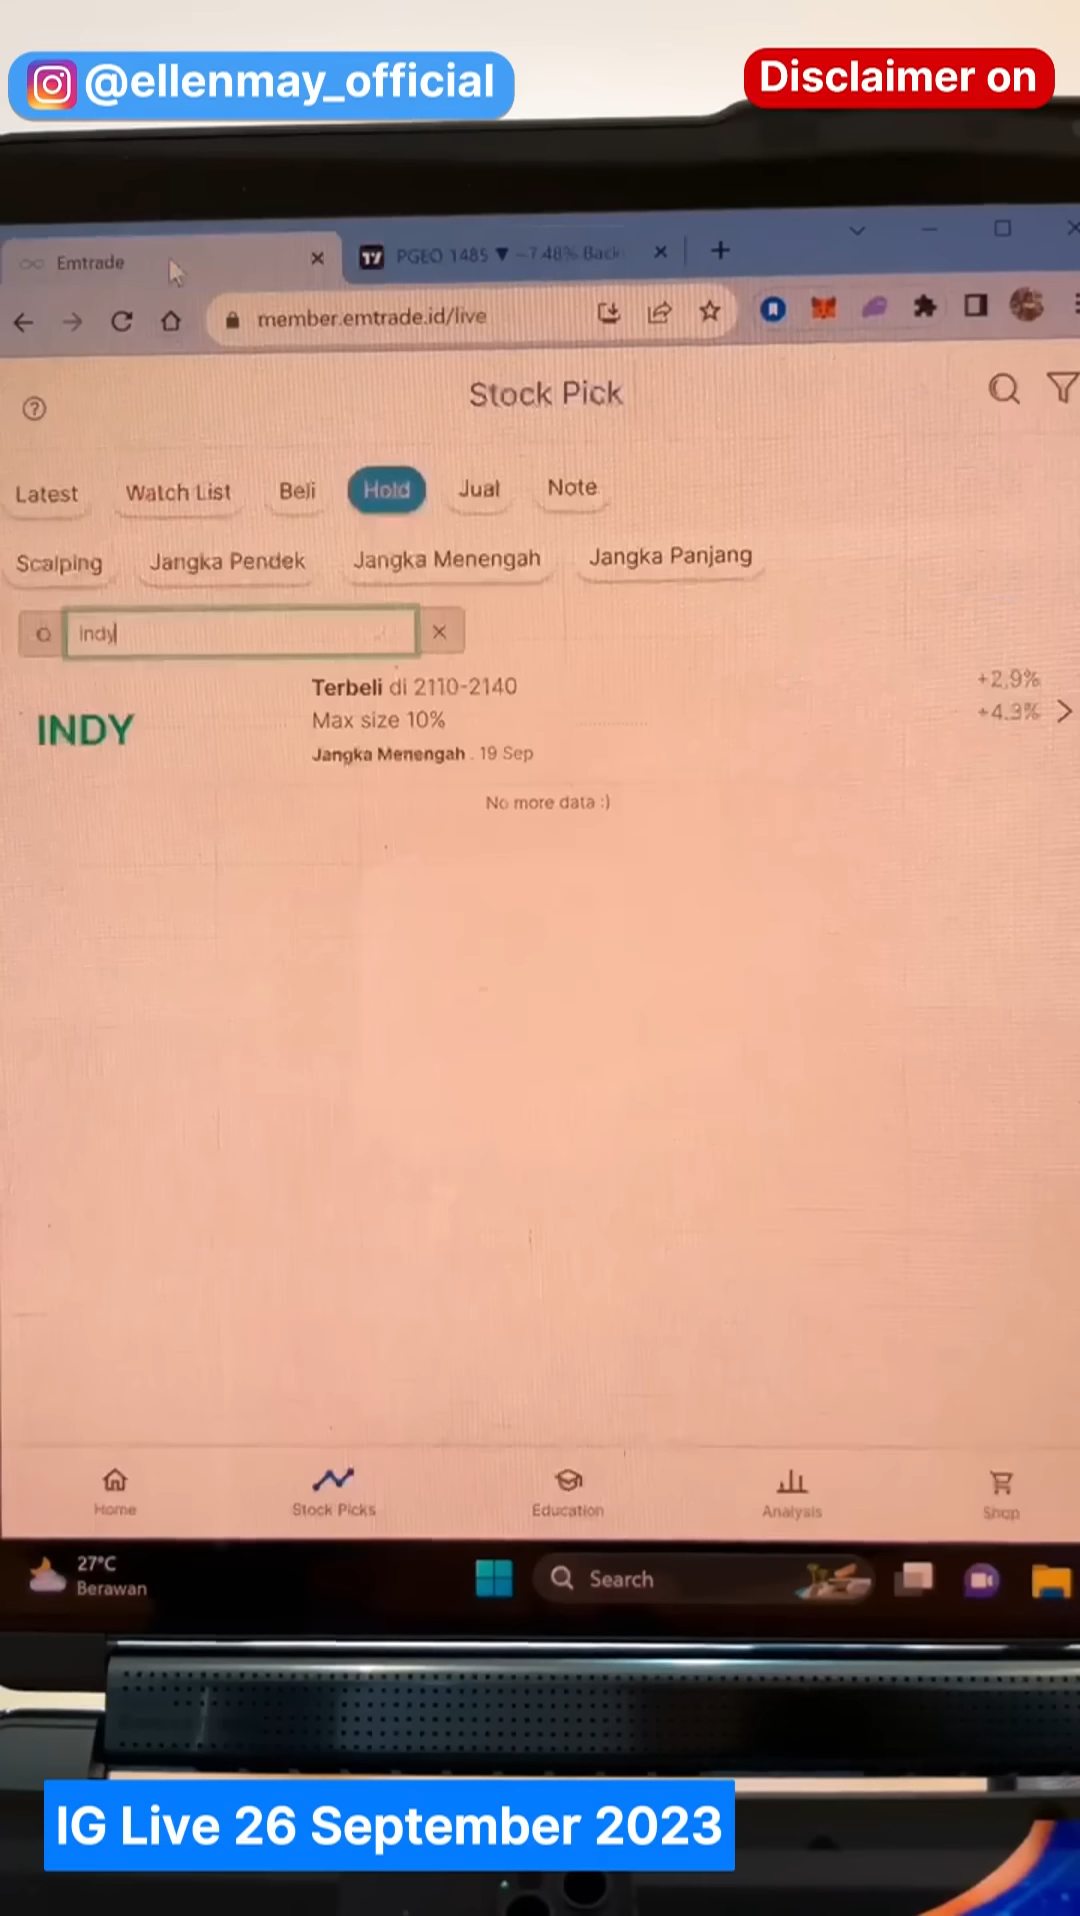 @ellenmay_official
Disclaimer on
Emtrade
PGEO 1485 ▼ −7.48% Back
member.emtrade.id/live
Stock Pick
Latest
Watch List
Beli
Hold
Jual
Note
Scalping
Jangka Pendek
Jangka Menengah
Jangka Panjang
indy
INDY
Terbeli di 2110-2140
Max size 10%
Jangka Menengah . 19 Sep
+2.9%
+4.3%
No more data :)
Home
Stock Picks
Education
Analysis
Shop
27°C
Berawan
Search
IG Live 26 September 2023